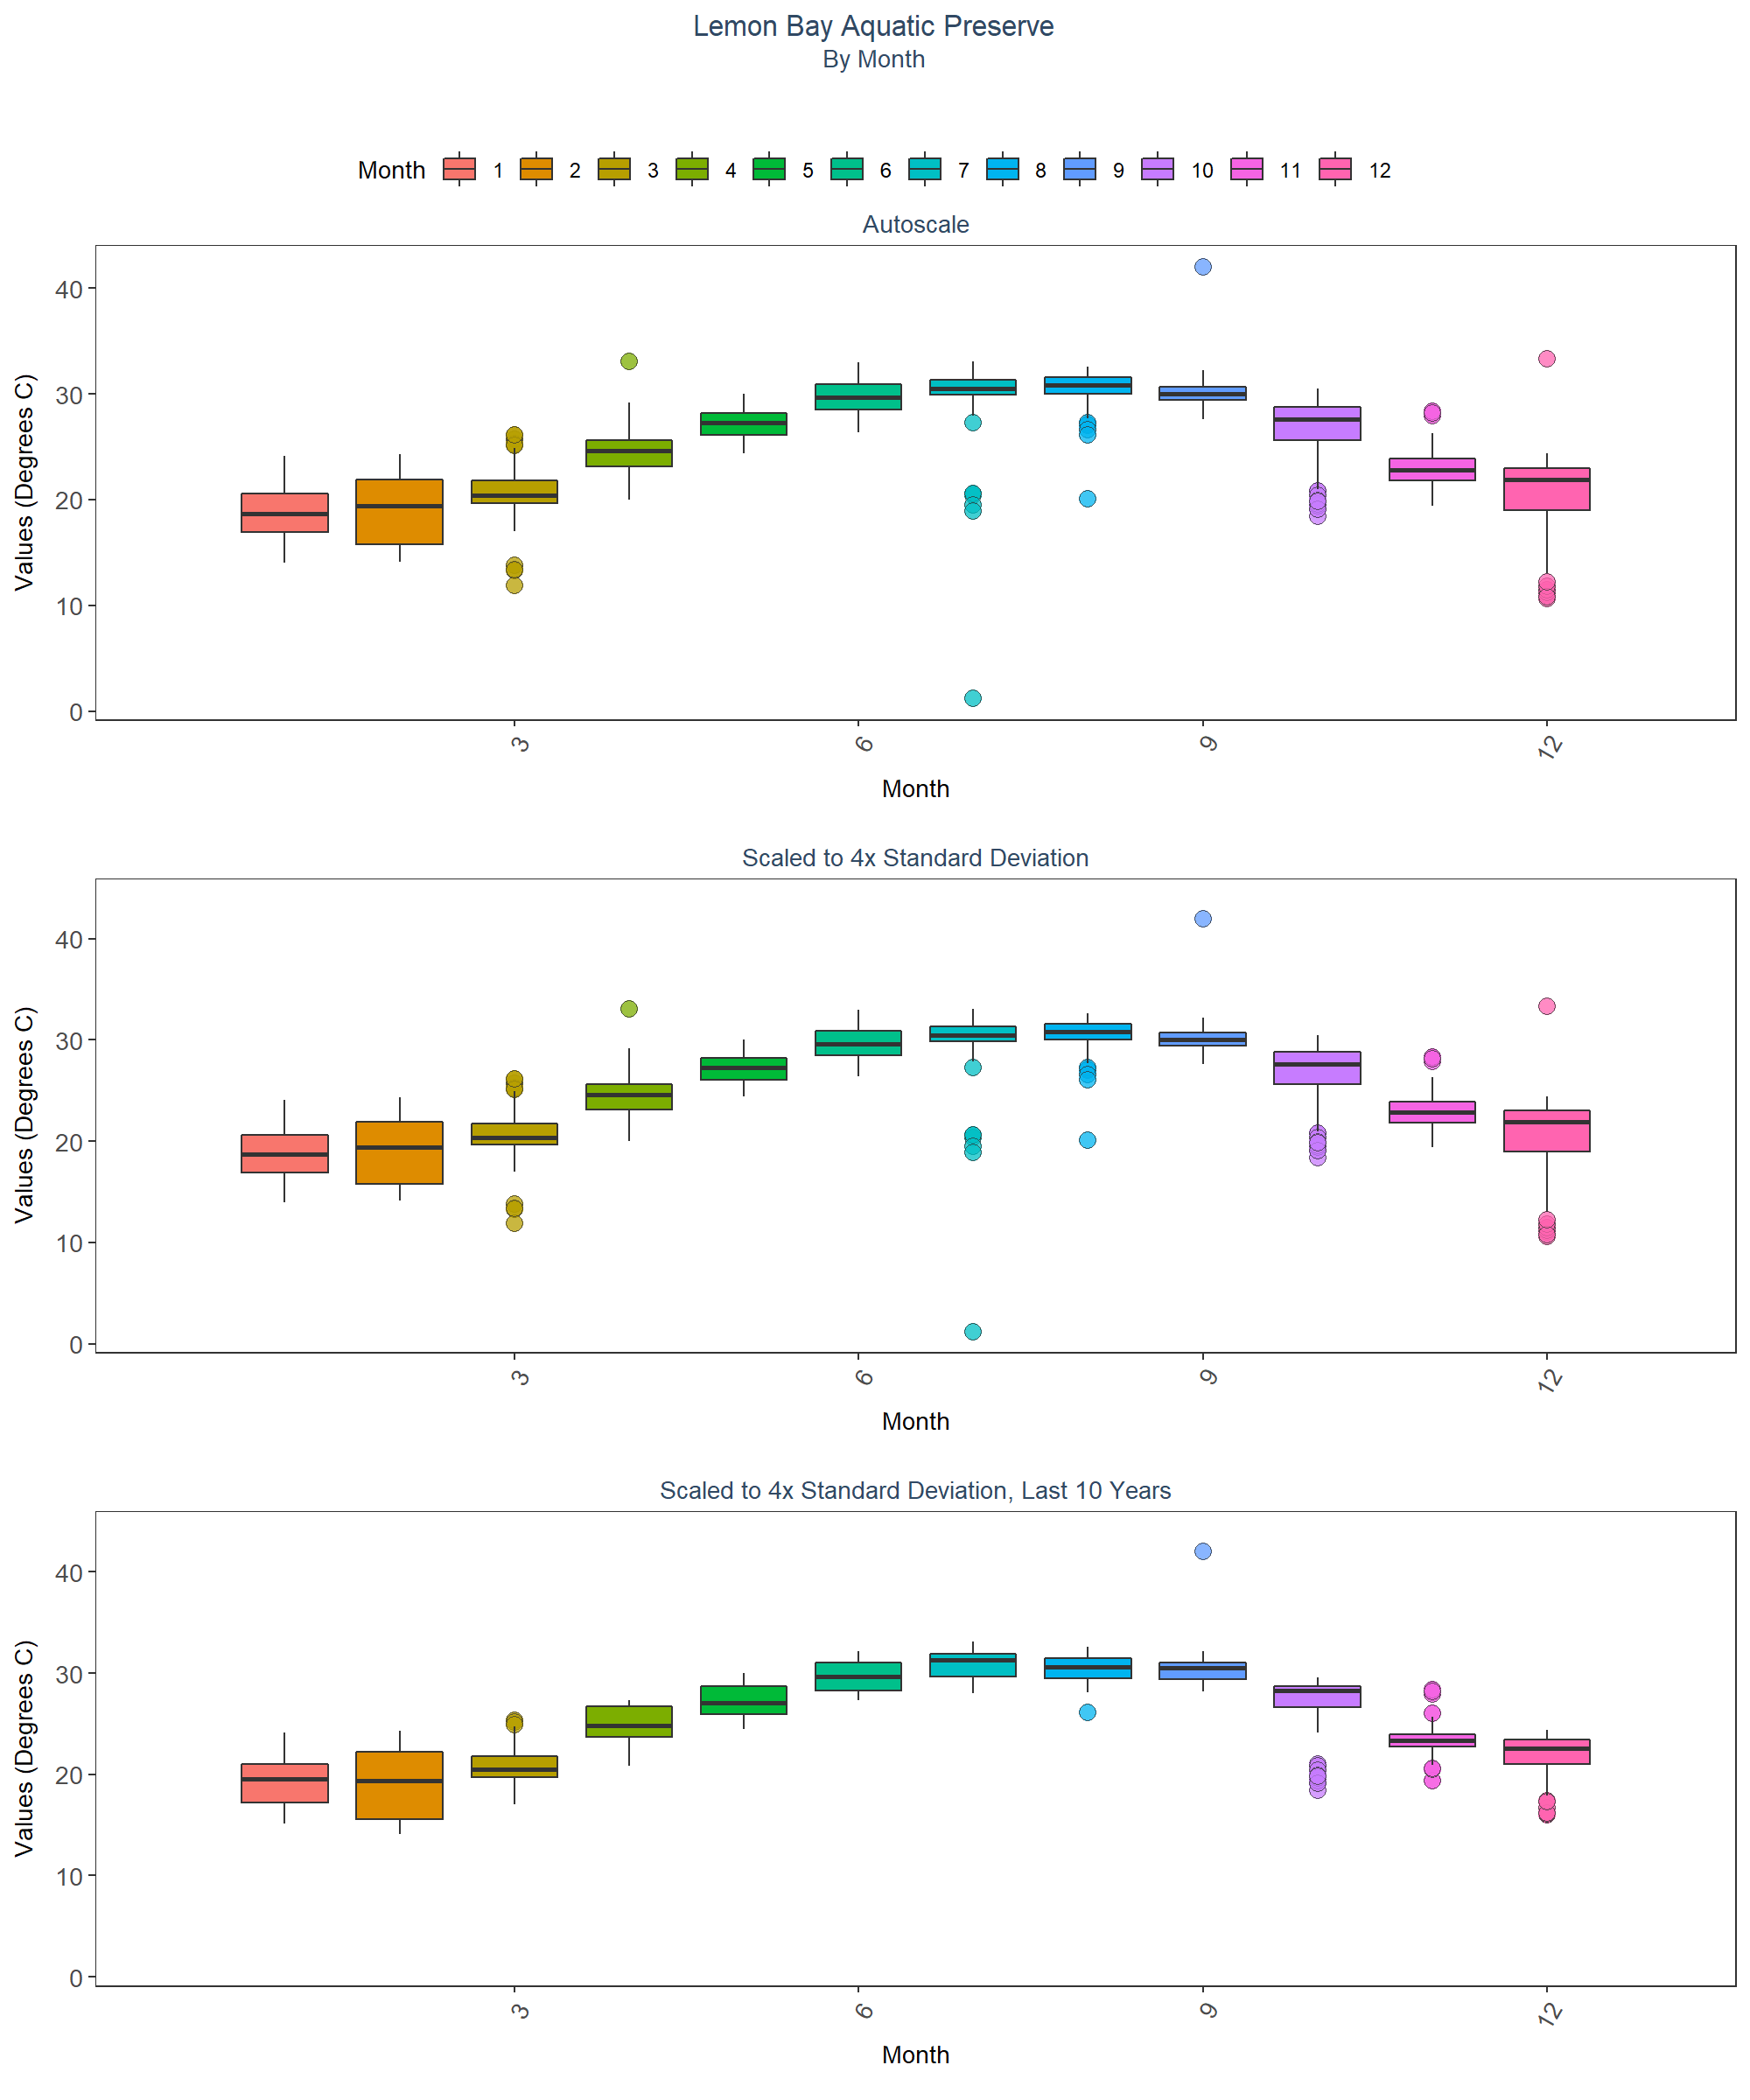 Lemon Bay Aquatic Preserve
By Month
Month 1 2 3 4 5 6 7 8 9 10 11 12
Autoscale
Values (Degrees C)
40
30
20
10
0
3 6 9 12
Month
Scaled to 4x Standard Deviation
Values (Degrees C)
40
30
20
10
0
3 6 9 12
Month
Scaled to 4x Standard Deviation, Last 10 Years
Values (Degrees C)
40
30
20
10
0
3 6 9 12
Month